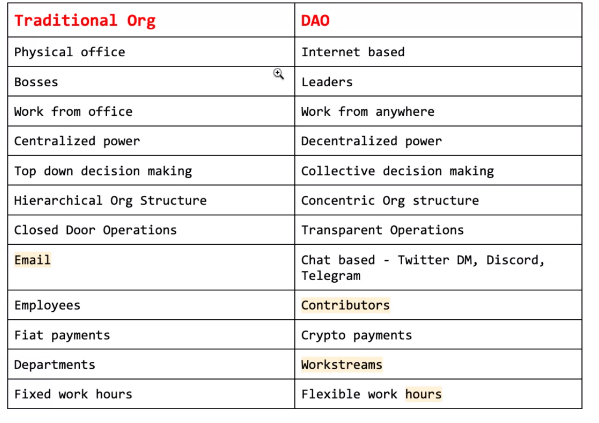 Traditional Org DAO
Physical office Internet based
Bosses Leaders
Work from office Work from anywhere
Centralized power Decentralized power
Top down decision making Collective decision making
Hierarchical Org Structure Concentric Org structure
Closed Door Operations Transparent Operations
Email Chat based - Twitter DM, Discord,
Telegram
Employees Contributors
Fiat payments Crypto payments
Departments Workstreams
Fixed work hours Flexible work hours